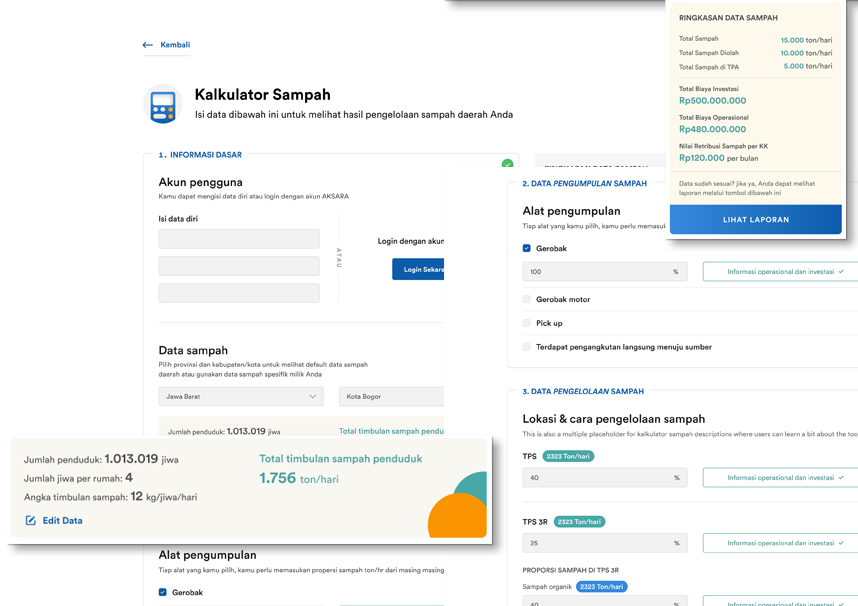 Kembali
Kalkulator Sampah
Isi data dibawah ini untuk melihat hasil pengelolaan sampah daerah Anda
1. INFORMASI DASAR
Akun pengguna
Kamu dapat mengisi data diri atau login dengan akun AKSARA
Isi data diri
ATAU
Login dengan akun
Login Sekara
Data sampah
Pilih provinsi dan kabupaten/kota untuk melihat default data sampah
daerah atau gunakan data sampah spesifik milik Anda
Jawa Barat
Kota Bogor
Jumlah penduduk: 1.013.019 jiwa
Total timbulan sampah pendu
Jumlah penduduk: 1.013.019 jiwa
Jumlah jiwa per rumah: 4
Angka timbulan sampah: 12 kg/jiwa/hari
Edit Data
Total timbulan sampah penduduk
1.756 ton/hari
Alat pengumpulan
Tiap alat yang kamu pilih, kamu perlu memasukan propersi sampah ton/hr dari masing masing
Gerobak
RINGKASAN DATA SAMPAH
Total Sampah 15.000 ton/hari
Total Sampah Diolah 10.000 ton/hari
Total Sampah di TPA 5.000 ton/hari
Total Biaya Investasi
Rp500.000.000
Total Biaya Operasional
Rp480.000.000
Nilai Retribusi Sampah per KK
Rp120.000 per bulan
Data sudah sesuai? jika ya, Anda dapat melihat
laporan melalui tombol dibawah ini
LIHAT LAPORAN
2. DATA PENGUMPULAN SAMPAH
Alat pengumpulan
Tiap alat yang kamu pilih, kamu perlu memasuk
Gerobak
100 %
Informasi operasional dan investasi
Gerobak motor
Pick up
Terdapat pengangkutan langsung menuju sumber
3. DATA PENGELOLAAN SAMPAH
Lokasi & cara pengelolaan sampah
This is also a multiple placeholder for kalkulator sampah descriptions where users can learn a bit about the too
TPS 2323 Ton/hari
40 %
Informasi operasional dan investasi
TPS 3R 2323 Ton/hari
25 %
Informasi operasional dan investasi
PROPORSI SAMPAH DI TPS 3R
Sampah organik 2323 Ton/hari
40 %
Informasi operasional dan investasi